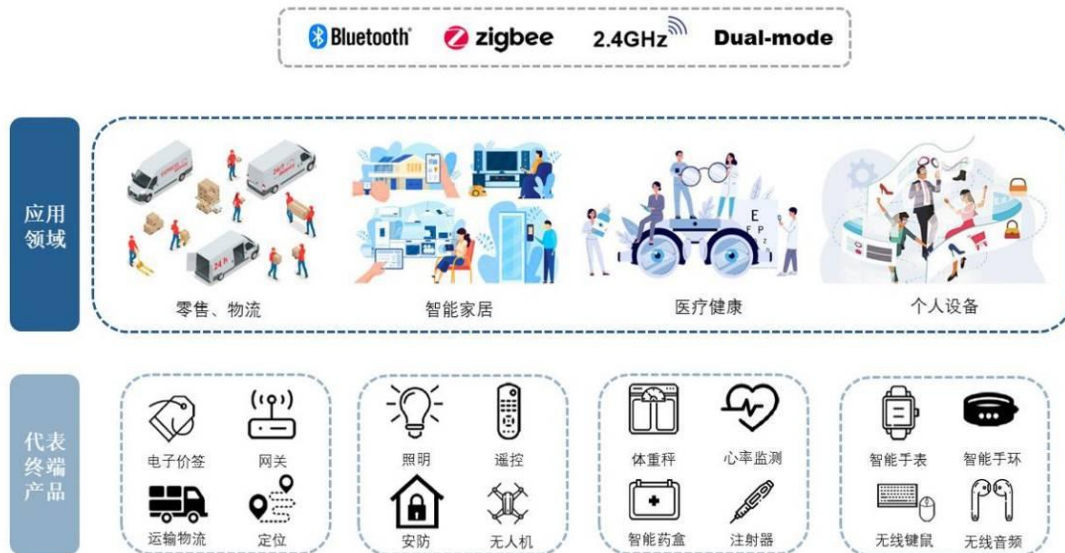 Bluetooth®
zigbee
2.4GHz
Dual-mode
应用
领域
24 h
E
F P
z
零售、物流
智能家居
医疗健康
个人设备
代表
终端
产品
电子价签
网关
照明
遥控
体重秤
心率监测
智能手表
智能手环
运输物流
定位
安防
无人机
智能药盒
注射器
无线键鼠
无线音频